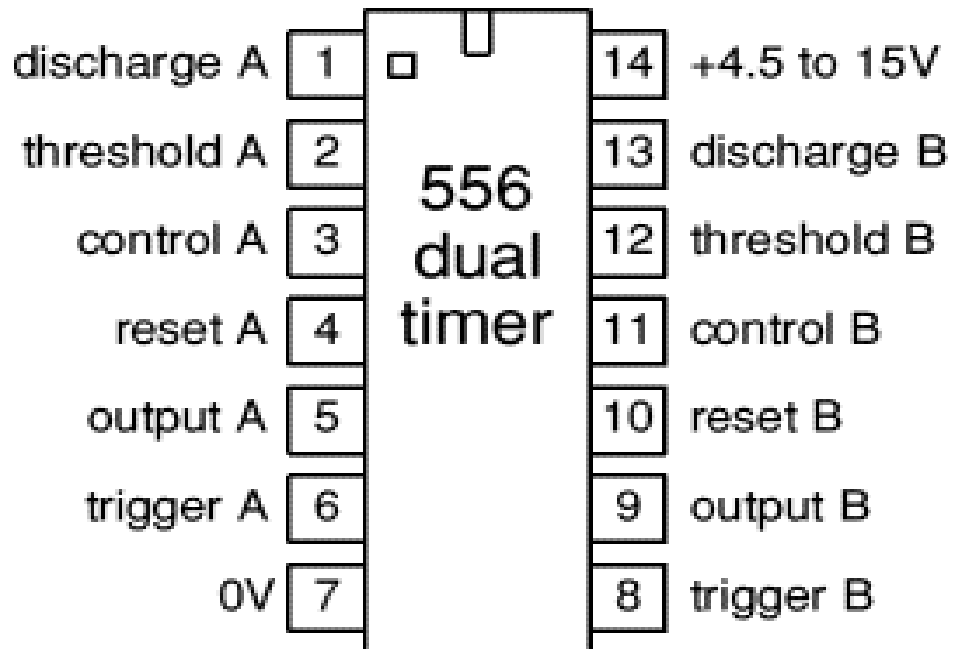 discharge A 1 14 +4.5 to 15V
threshold A 2 13 discharge B
control A 3 12 threshold B
reset A 4 11 control B
output A 5 10 reset B
trigger A 6 9 output B
0V 7 8 trigger B
556
dual
timer